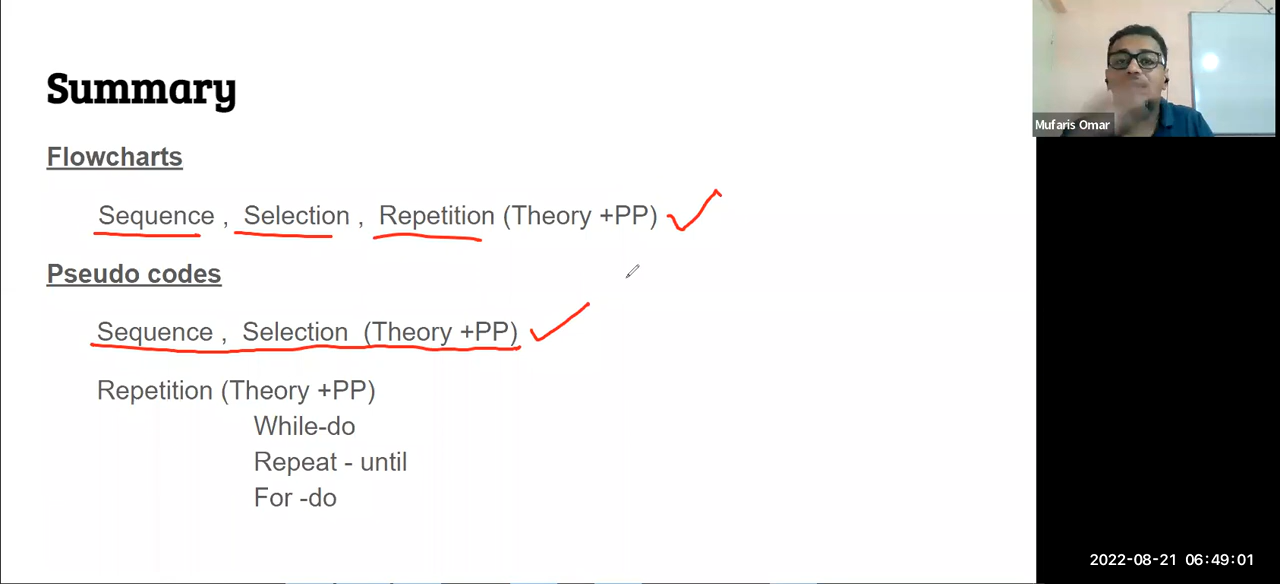 Summary
Flowcharts
Sequence , Selection , Repetition (Theory +PP)
Pseudo codes
Sequence , Selection (Theory +PP)
Repetition (Theory +PP)
While-do
Repeat - until
For -do
Mufaris Omar
2022-08-21 06:49:01